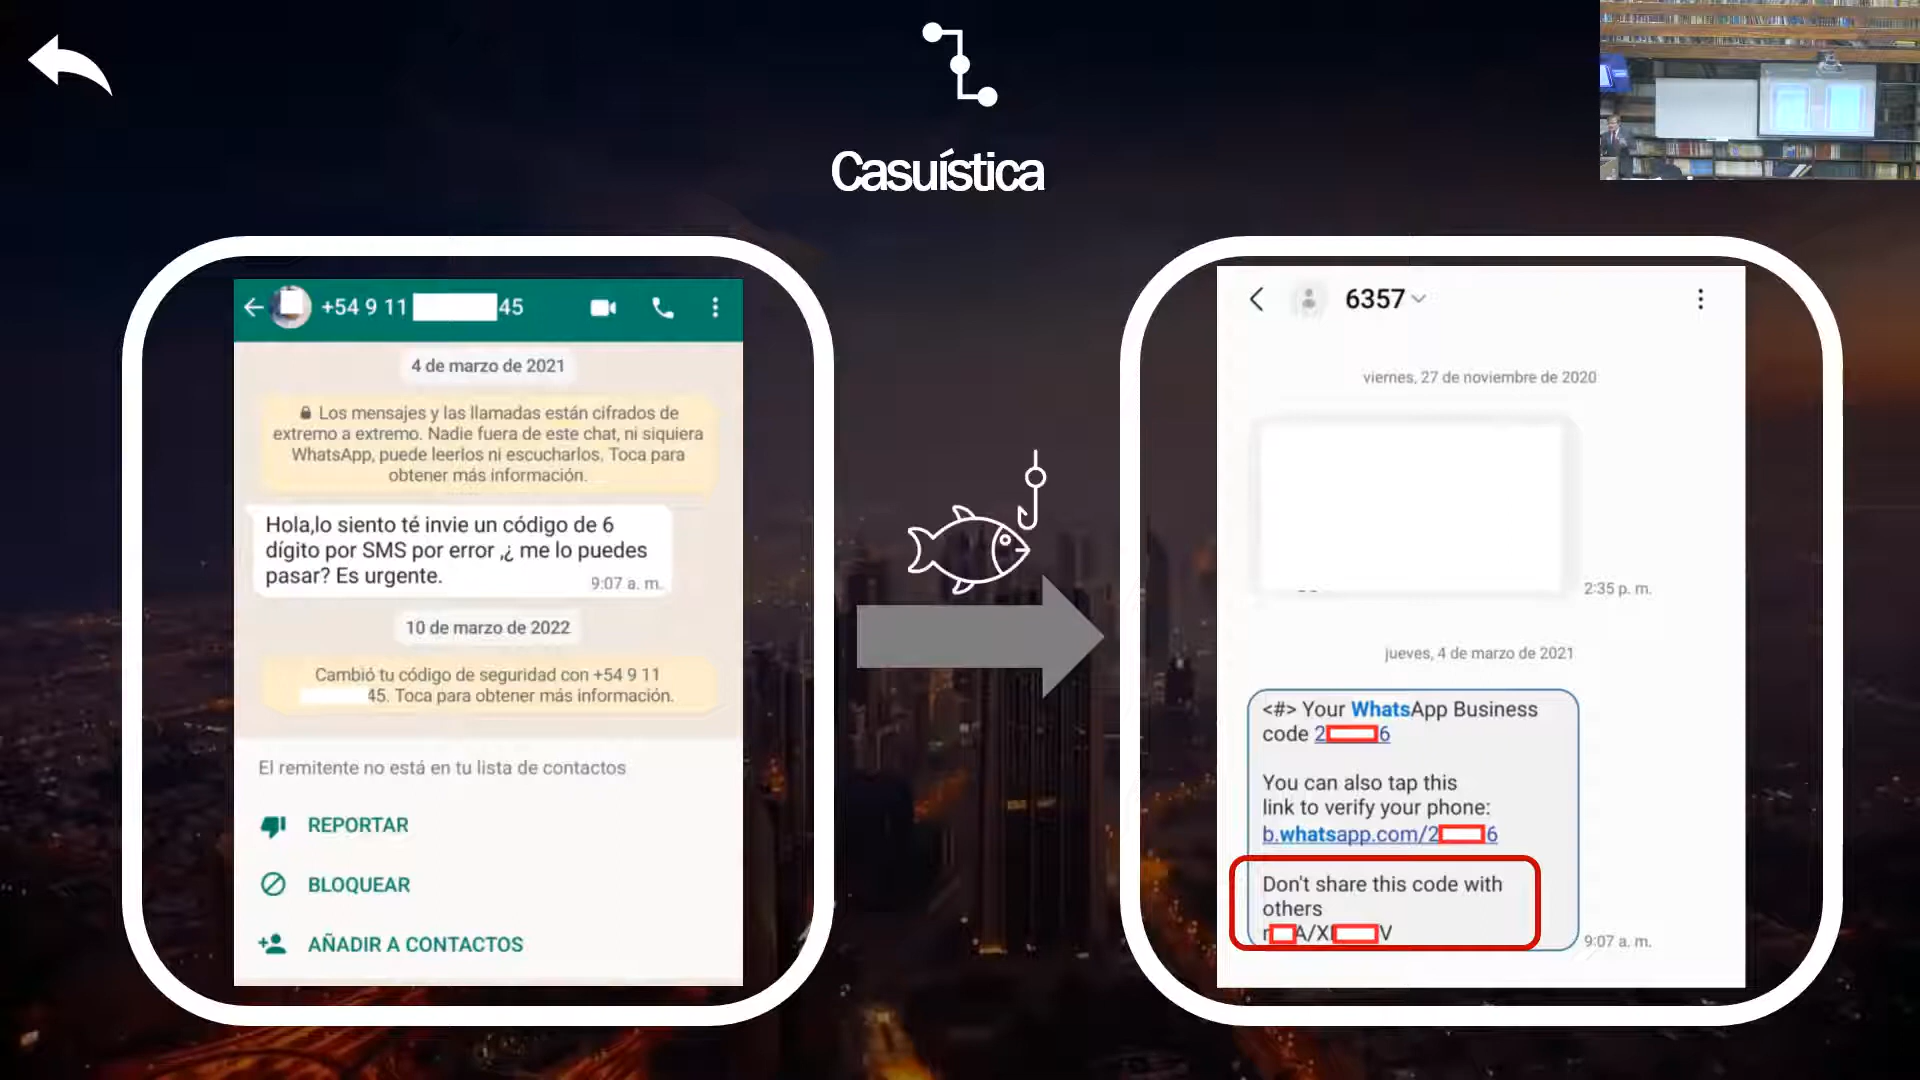 Casuística
+54 9 11 45
4 de marzo de 2021
Los mensajes y las llamadas están cifrados de
extremo a extremo. Nadie fuera de este chat, ni siquiera
WhatsApp, puede leerlos ni escucharlos. Toca para
obtener más información.
Hola,lo siento té invie un código de 6
dígito por SMS por error ,¿ me lo puedes
pasar? Es urgente.
9:07 a. m.
10 de marzo de 2022
Cambió tu código de seguridad con +54 9 11
45. Toca para obtener más información.
El remitente no está en tu lista de contactos
REPORTAR
BLOQUEAR
AÑADIR A CONTACTOS
6357
viernes, 27 de noviembre de 2020
2:35 p. m.
jueves, 4 de marzo de 2021
<#> Your WhatsApp Business
code 2 6
You can also tap this
link to verify your phone:
b.whatsapp.com/2 6
Don't share this code with
others
r A/X V
9:07 a. m.